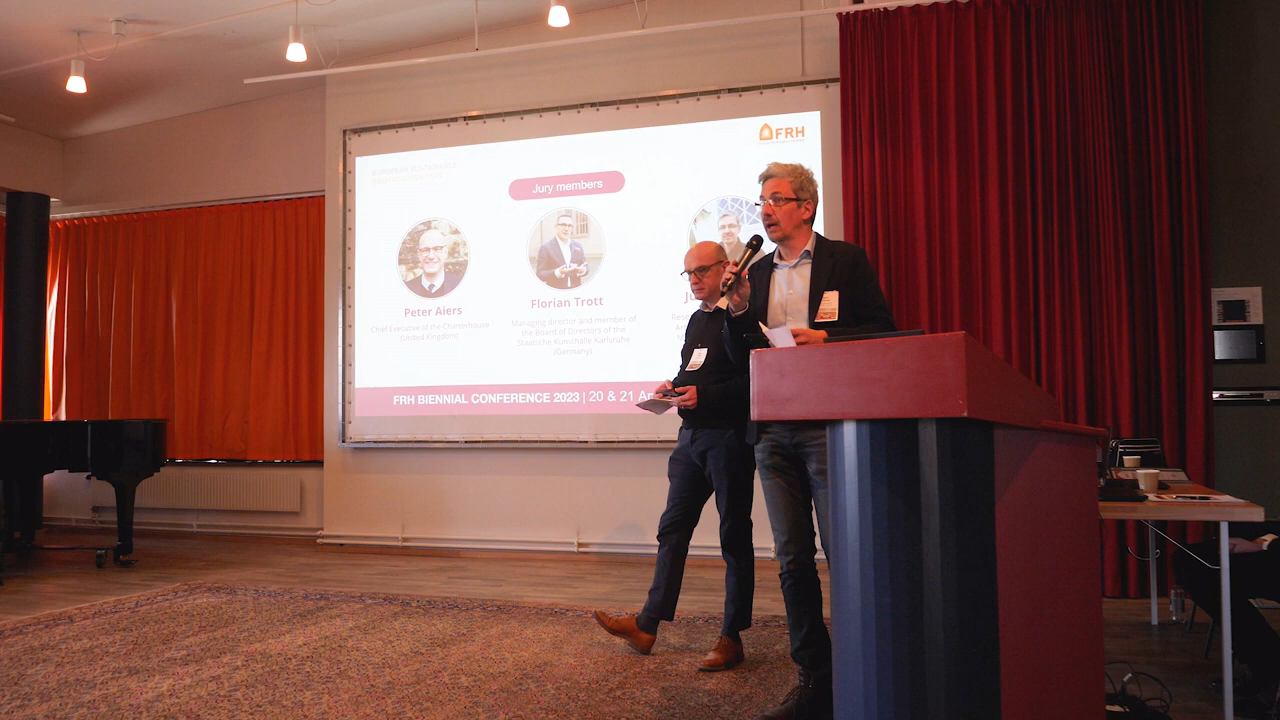 FRH
Jury members
Peter Aiers
Chief Executive of the Charterhouse
(United Kingdom)
Florian Trott
Managing director and member of
the Board of Directors of the
Staatliche Kunsthalle Karlsruhe
(Germany)
FRH BIENNIAL CONFERENCE 2023 | 20 & 21